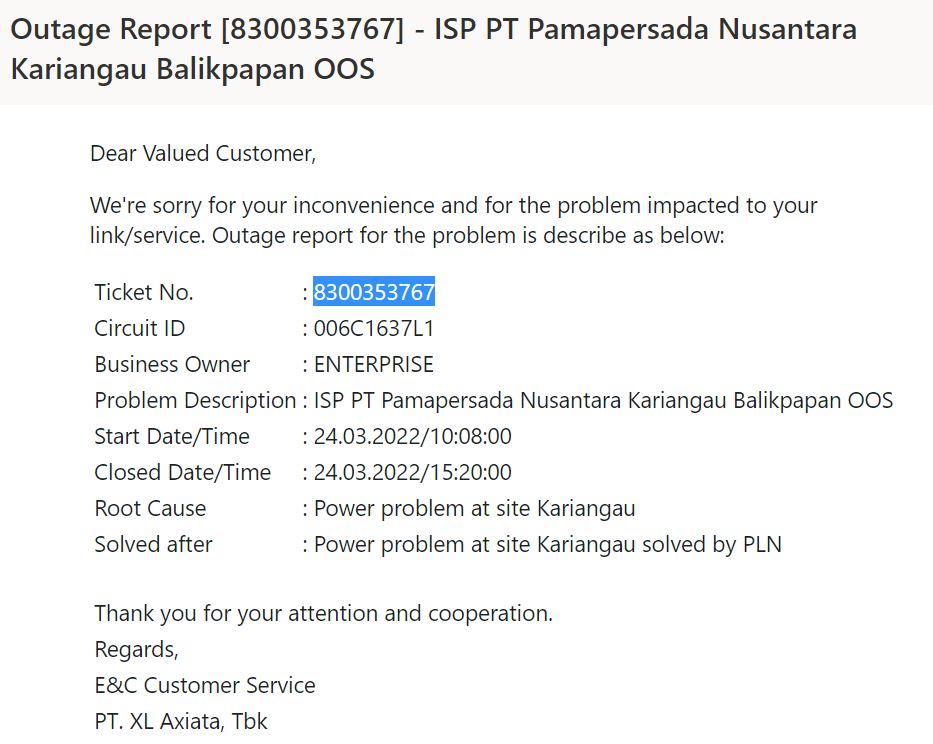 Outage Report [8300353767] - ISP PT Pamapersada Nusantara
Kariangau Balikpapan OOS
Dear Valued Customer,
We're sorry for your inconvenience and for the problem impacted to your
link/service. Outage report for the problem is describe as below:
Ticket No. : 8300353767
Circuit ID : 006C1637L1
Business Owner : ENTERPRISE
Problem Description : ISP PT Pamapersada Nusantara Kariangau Balikpapan OOS
Start Date/Time : 24.03.2022/10:08:00
Closed Date/Time : 24.03.2022/15:20:00
Root Cause : Power problem at site Kariangau
Solved after : Power problem at site Kariangau solved by PLN
Thank you for your attention and cooperation.
Regards,
E&C Customer Service
PT. XL Axiata, Tbk